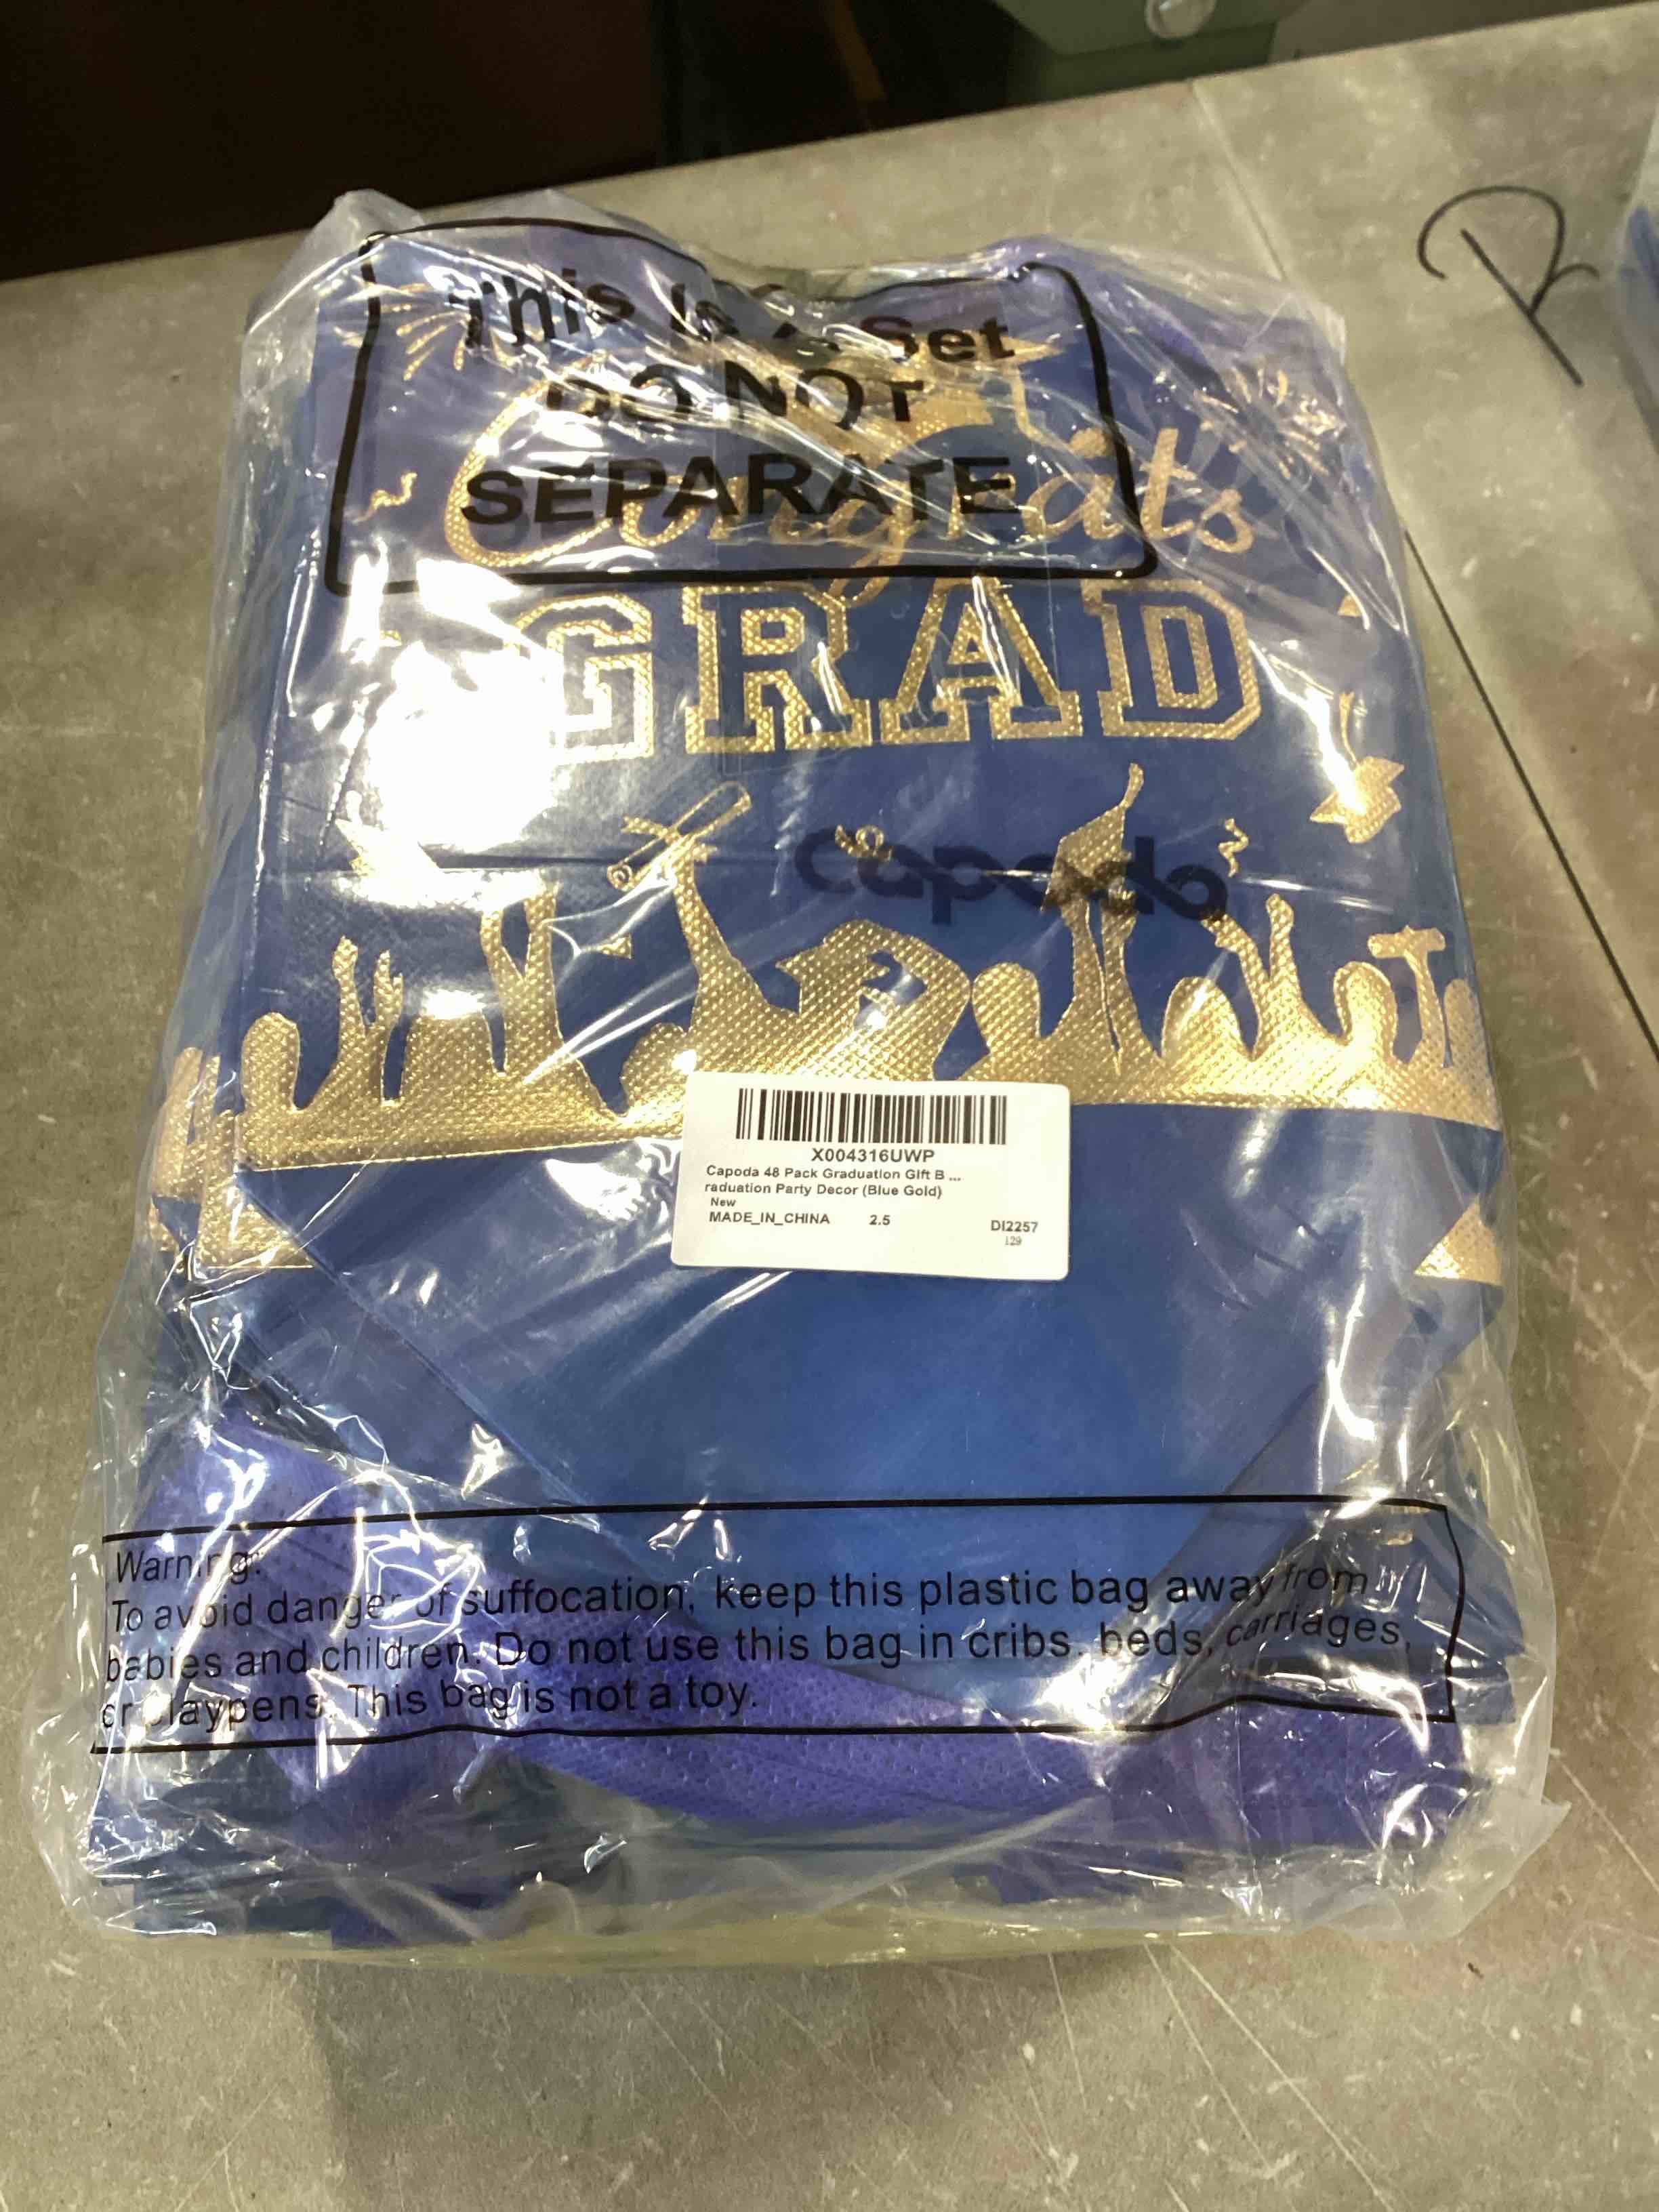 This Is A Set
DO NOT
SEPARATE
Congrats
GRAD
capoda
X004316UWP
Capoda 48 Pack Graduation Gift B ...
raduation Party Decor (Blue Gold)
New
MADE_IN_CHINA 2.5 DI2257
129
Warning:
To avoid danger of suffocation, keep this plastic bag away from
babies and children. Do not use this bag in cribs, beds, carriages,
or playpens. This bag is not a toy.
R